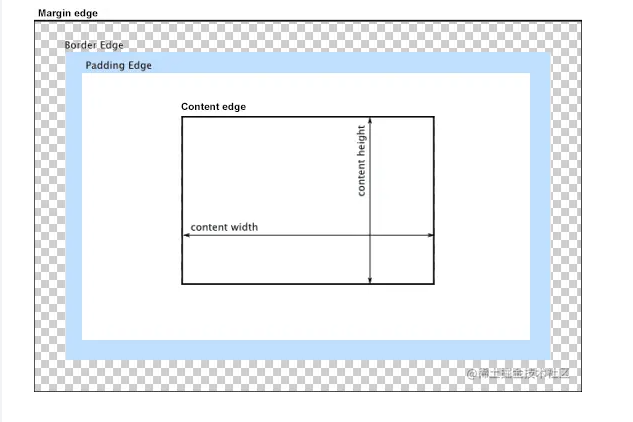 Margin edge
Border Edge
Padding Edge
Content edge
content height
content width
@稀土掘金技术社区